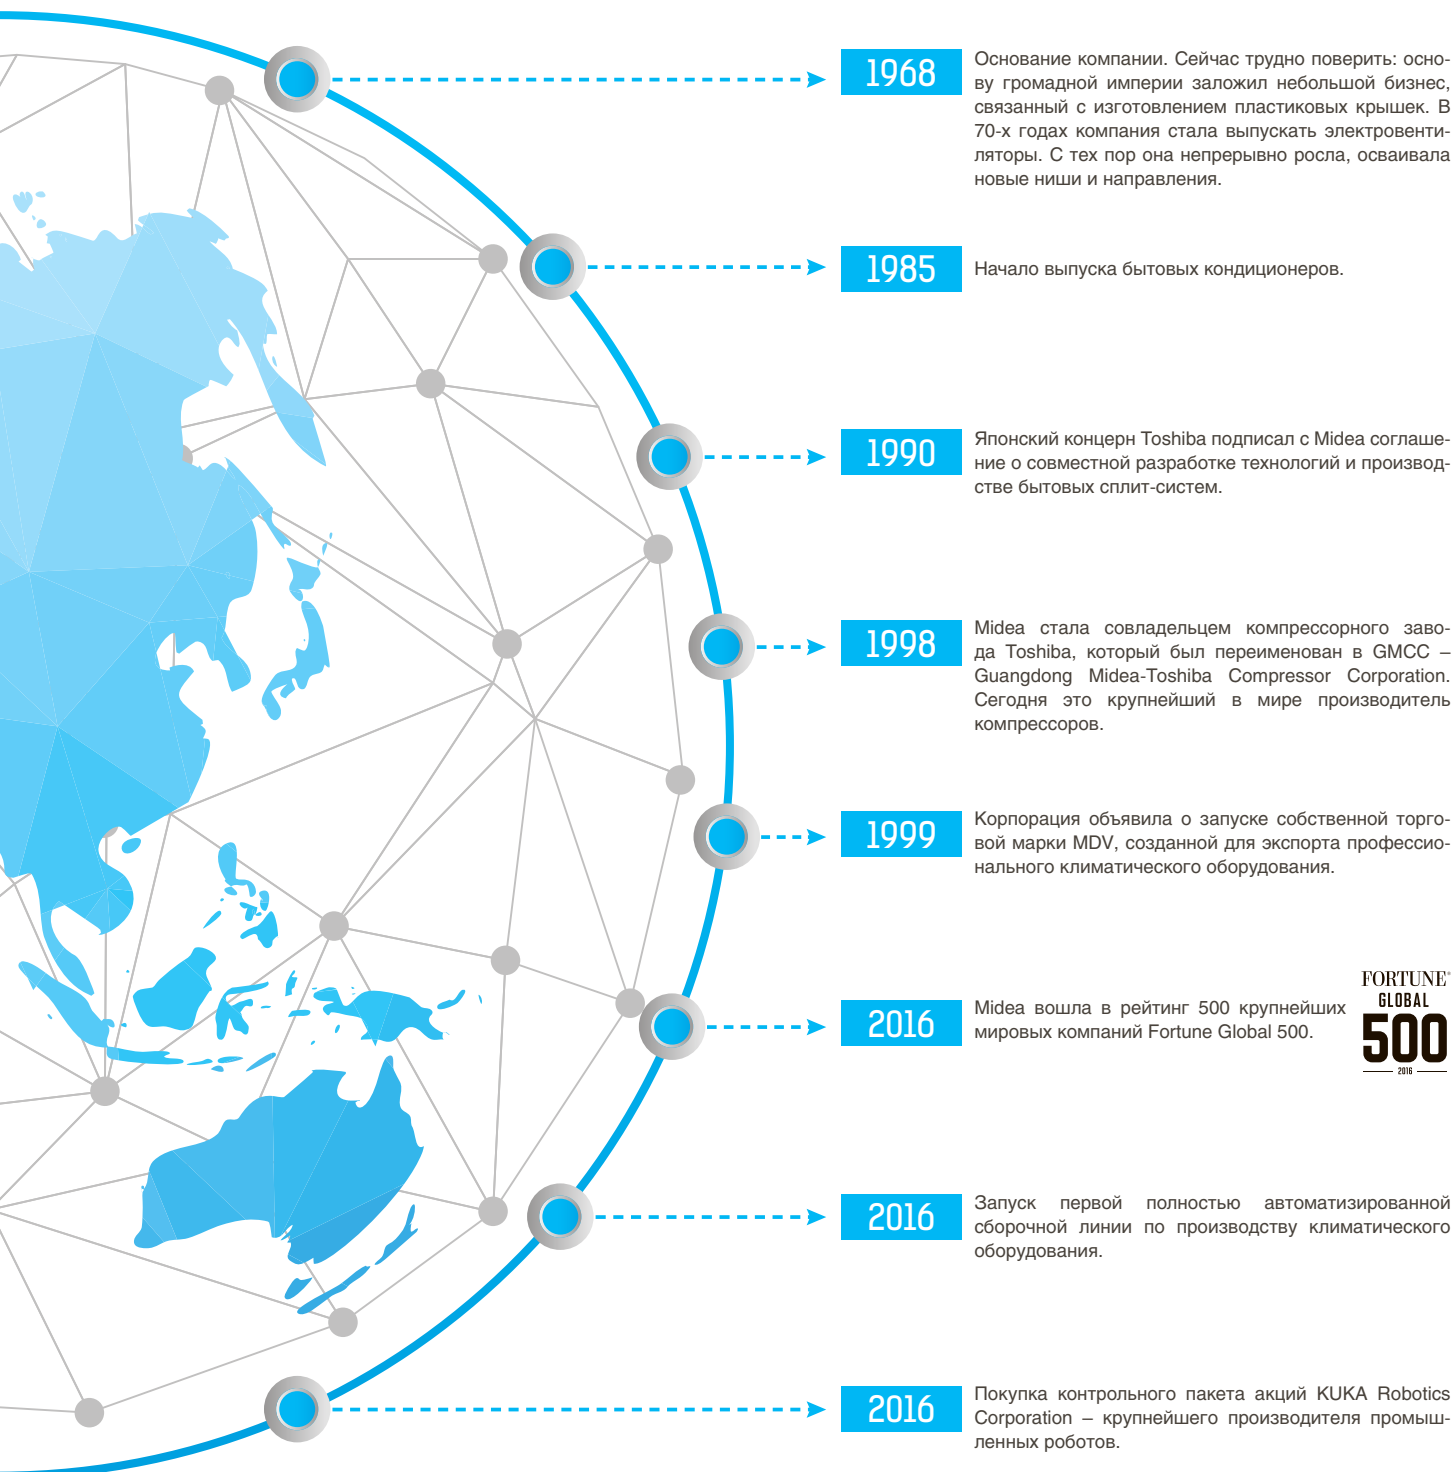 1968
Основание компании. Сейчас трудно поверить: осно-
ву громадной империи заложил небольшой бизнес,
связанный с изготовлением пластиковых крышек. В
70-х годах компания стала выпускать электровенти-
ляторы. С тех пор она непрерывно росла, осваивала
новые ниши и направления.
1985
Начало выпуска бытовых кондиционеров.
1990
Японский концерн Toshiba подписал с Midea соглаше-
ние о совместной разработке технологий и производ-
стве бытовых сплит-систем.
1998
Midea стала совладельцем компрессорного заво-
да Toshiba, который был переименован в GMCC –
Guangdong Midea-Toshiba Compressor Corporation.
Сегодня это крупнейший в мире производитель
компрессоров.
1999
Корпорация объявила о запуске собственной торго-
вой марки MDV, созданной для экспорта профессио-
нального климатического оборудования.
2016
Midea вошла в рейтинг 500 крупнейших
мировых компаний Fortune Global 500.
FORTUNE®
GLOBAL
500
2016
2016
Запуск первой полностью автоматизированной
сборочной линии по производству климатического
оборудования.
2016
Покупка контрольного пакета акций KUKA Robotics
Corporation – крупнейшего производителя промыш-
ленных роботов.